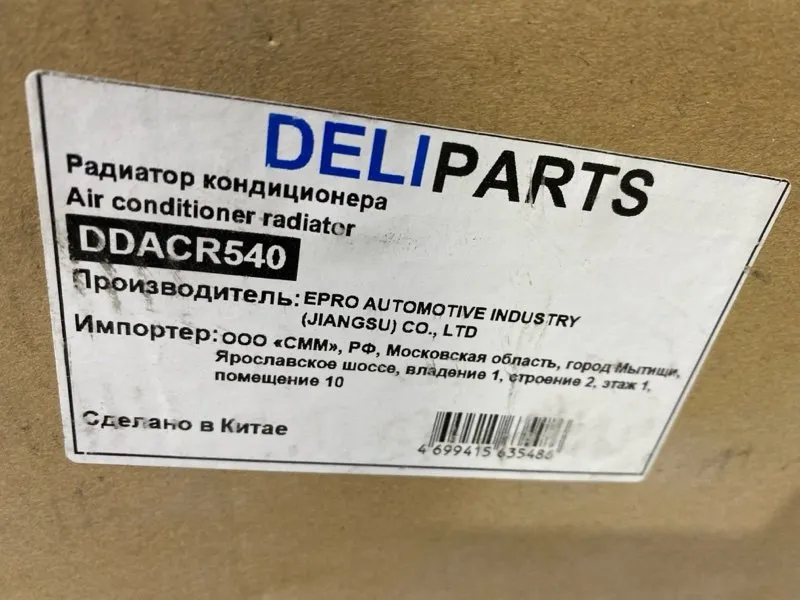 DELIPARTS
Радиатор кондиционера
Air conditioner radiator
DDACR540
Производитель: EPRO AUTOMOTIVE INDUSTRY
(JIANGSU) CO., LTD
Импортер: ООО «СММ», РФ, Московская область, город Мытищи,
Ярославское шоссе, владение 1, строение 2, этаж 1,
помещение 10
Сделано в Китае
4 699415 635486